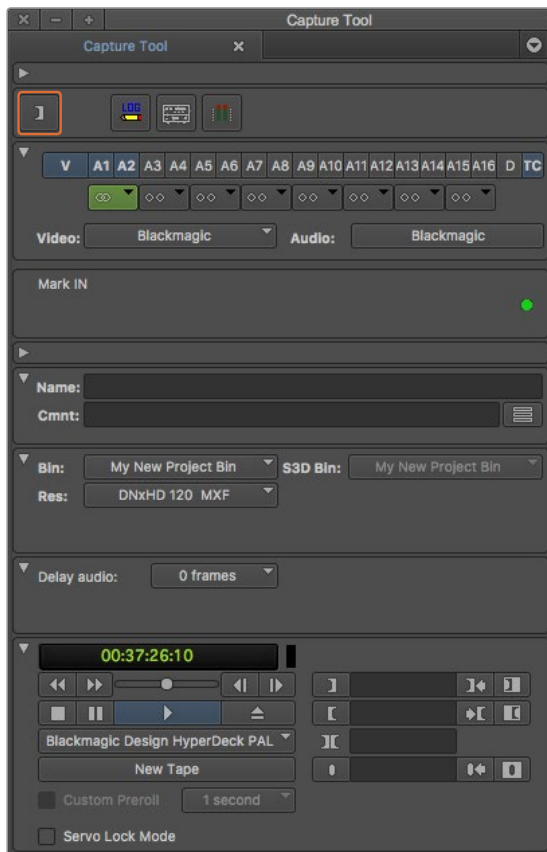 Capture Tool
Capture Tool
LOG
V A1 A2 A3 A4 A5 A6 A7 A8 A9 A10 A11 A12 A13 A14 A15 A16 D TC
Video: Blackmagic Audio: Blackmagic
Mark IN
Name:
Cmnt:
Bin: My New Project Bin S3D Bin: My New Project Bin
Res: DNxHD 120 MXF
Delay audio: 0 frames
00:37:26:10
Blackmagic Design HyperDeck PAL
New Tape
Custom Preroll 1 second
Servo Lock Mode